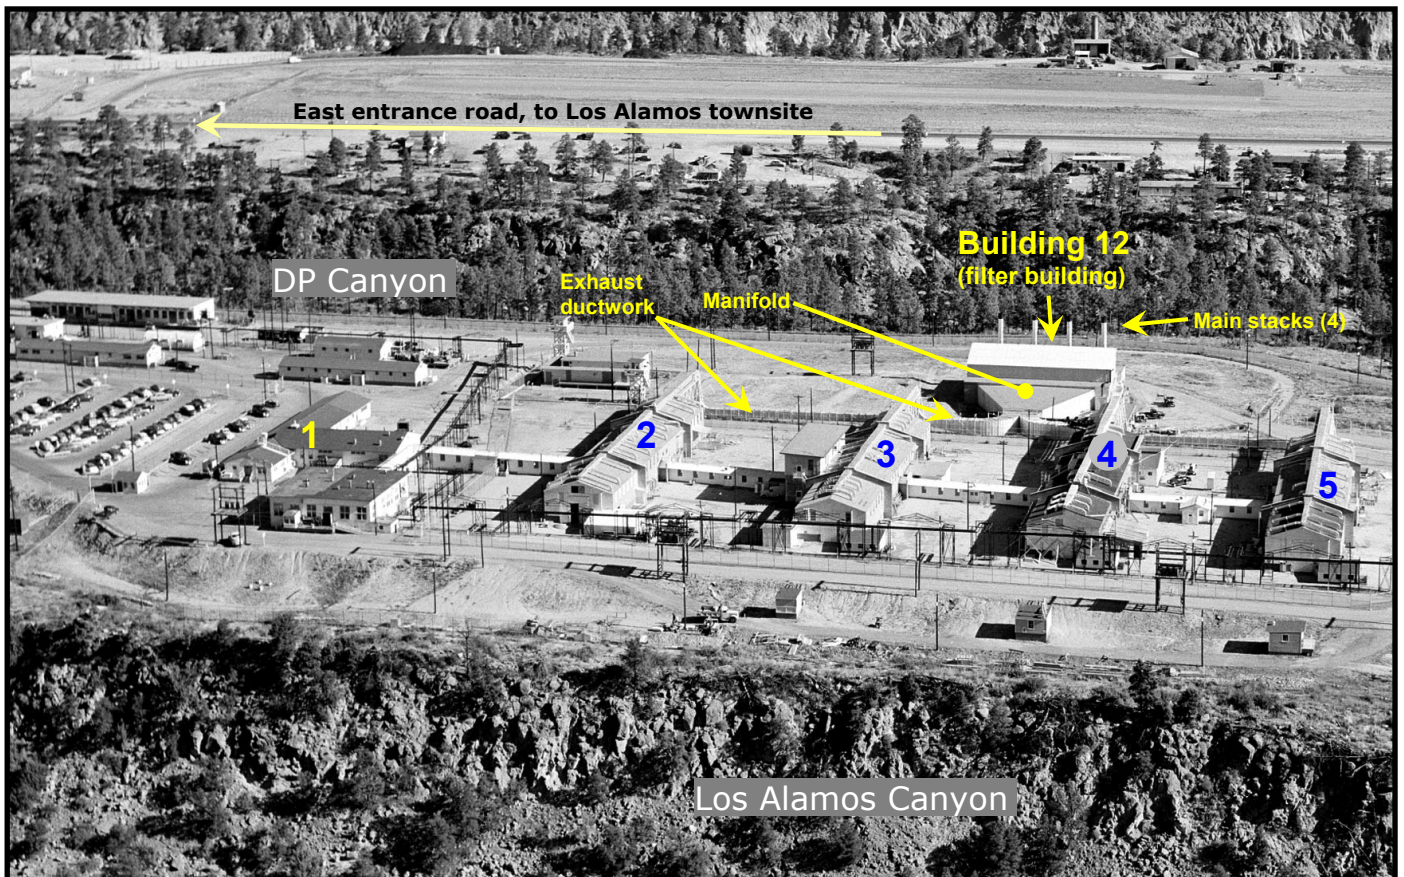 East entrance road, to Los Alamos townsite
Building 12
(filter building)
DP Canyon
Exhaust
ductwork
Manifold
Main stacks (4)
1
2
3
4
5
Los Alamos Canyon